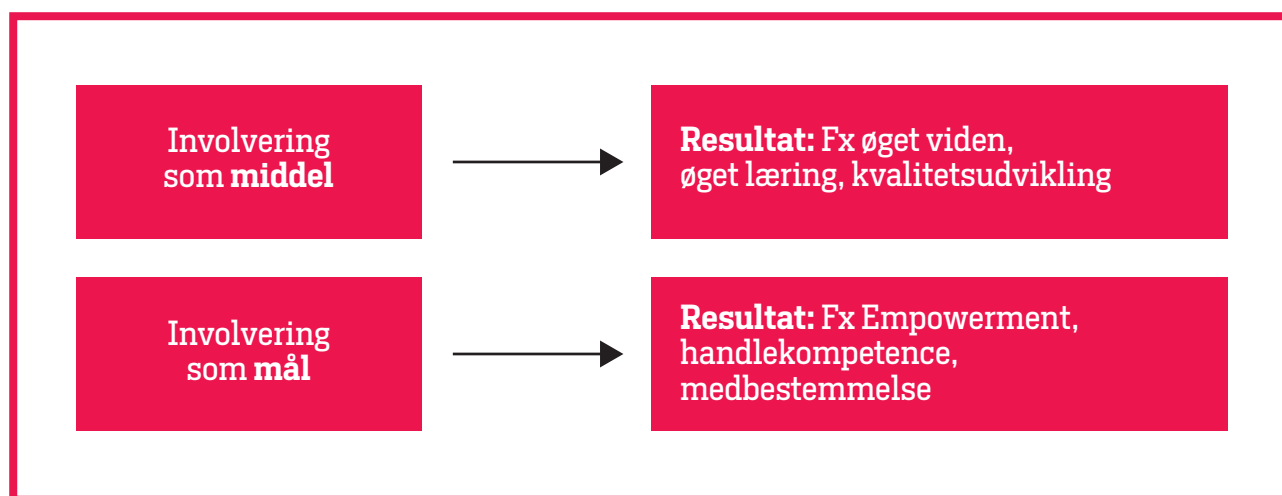 Involvering
som middel
Resultat: Fx øget viden,
øget læring, kvalitetsudvikling
Involvering
som mål
Resultat: Fx Empowerment,
handlekompetence,
medbestemmelse